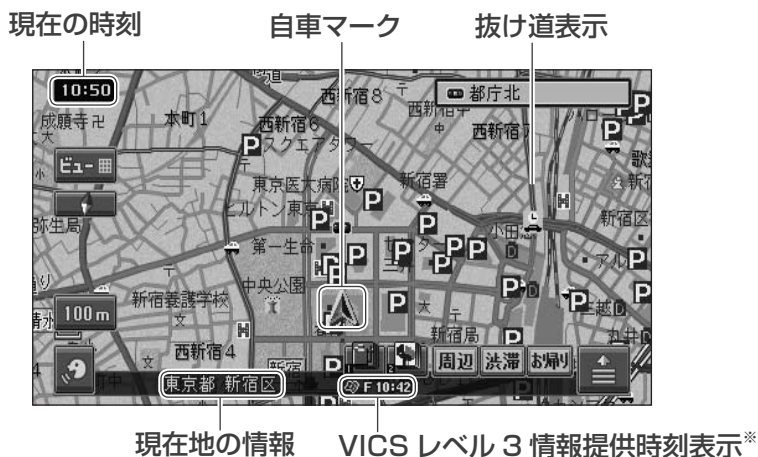 現在の時刻
自車マーク
抜け道表示
10:50
都庁北
西新宿8
成願寺卍
本町1
西新宿6
スクエアタワー
西新宿7
ビュー
東京医大病院
新宿署
ヒルトン東京
弥生局
第一生命
小田急
中央公園
100m
新宿養護学校
三越
西新宿4
新宿局
周辺
渋滞
お帰り
東京都 新宿区
F 10:42
現在地の情報
VICS レベル 3 情報提供時刻表示※